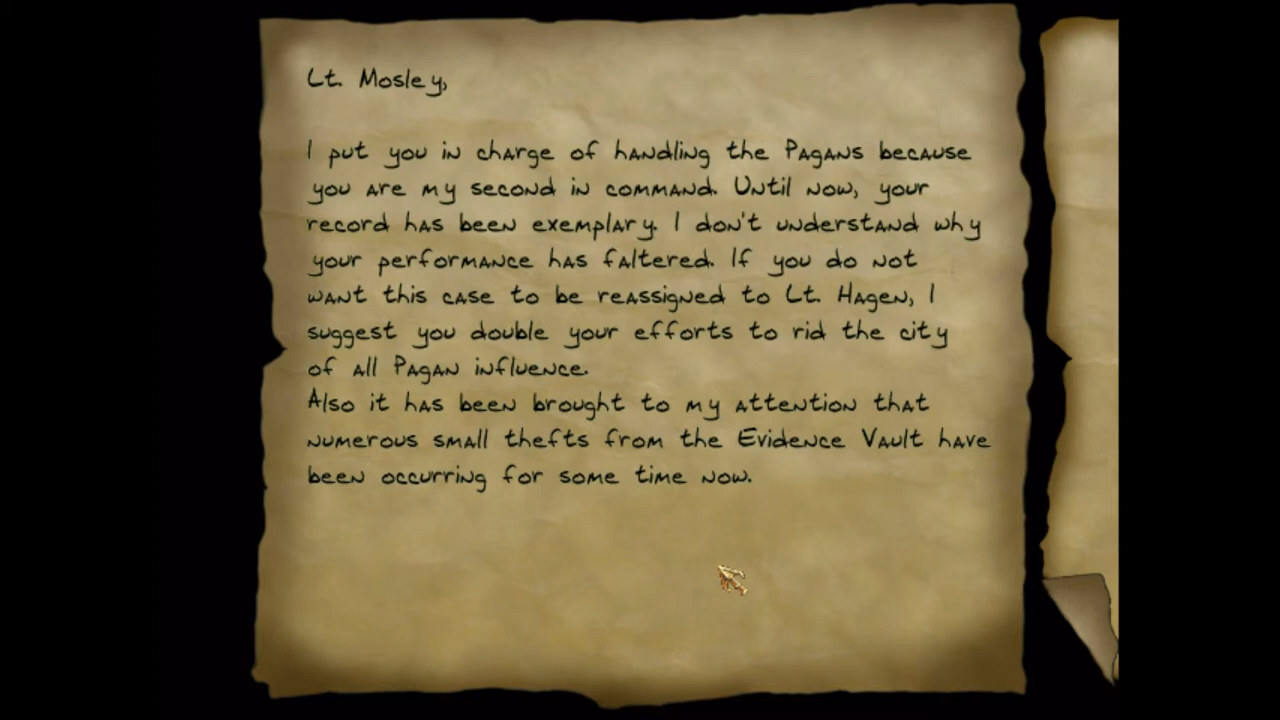 Lt. Mosley,
I put you in charge of handling the Pagans because
you are my second in command. Until now, your
record has been exemplary. I don't understand why
your performance has faltered. If you do not
want this case to be reassigned to Lt. Hagen, I
suggest you double your efforts to rid the city
of all Pagan influence.
Also it has been brought to my attention that
numerous small thefts from the Evidence Vault have
been occurring for some time now.